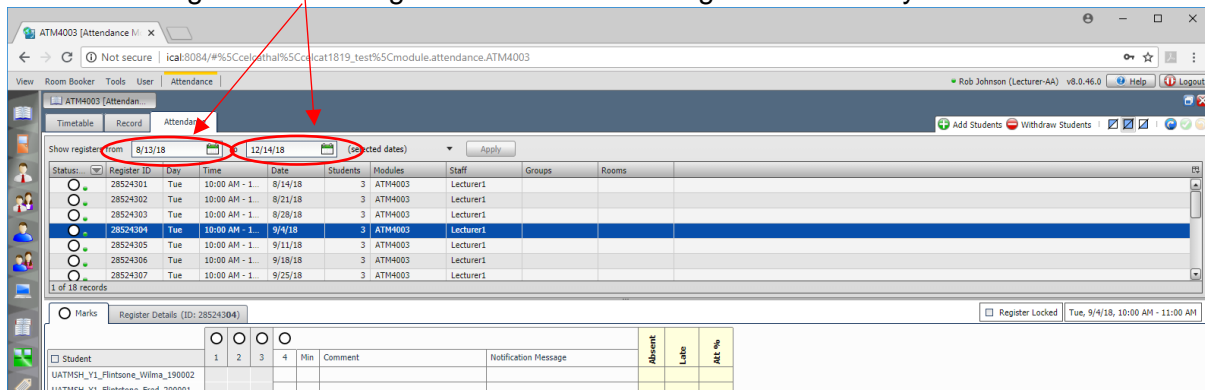 ATM4003 [Attendance M
Not secure | ical:8084/#%5Ccelcathal%5Ccelcat1819_test%5Cmodule.attendance.ATM4003
View Room Booker Tools User Attendance Rob Johnson (Lecturer-AA) v8.0.46.0 Help Logout
ATM4003 [Attendan...
Timetable Record Attendan Add Students Withdraw Students
Show registers from 8/13/18 to 12/14/18 (selected dates) Apply
Status:... Register ID Day Time Date Students Modules Staff Groups Rooms
28524301 Tue 10:00 AM - 1... 8/14/18 3 ATM4003 Lecturer1
28524302 Tue 10:00 AM - 1... 8/21/18 3 ATM4003 Lecturer1
28524303 Tue 10:00 AM - 1... 8/28/18 3 ATM4003 Lecturer1
28524304 Tue 10:00 AM - 1... 9/4/18 3 ATM4003 Lecturer1
28524305 Tue 10:00 AM - 1... 9/11/18 3 ATM4003 Lecturer1
28524306 Tue 10:00 AM - 1... 9/18/18 3 ATM4003 Lecturer1
28524307 Tue 10:00 AM - 1... 9/25/18 3 ATM4003 Lecturer1
1 of 18 records
Marks Register Details (ID: 28524304) Register Locked Tue, 9/4/18, 10:00 AM - 11:00 AM
Student 1 2 3 4 Min Comment Notification Message Absent Late Att %
UATMSH_Y1_Flintsone_Wilma_190002